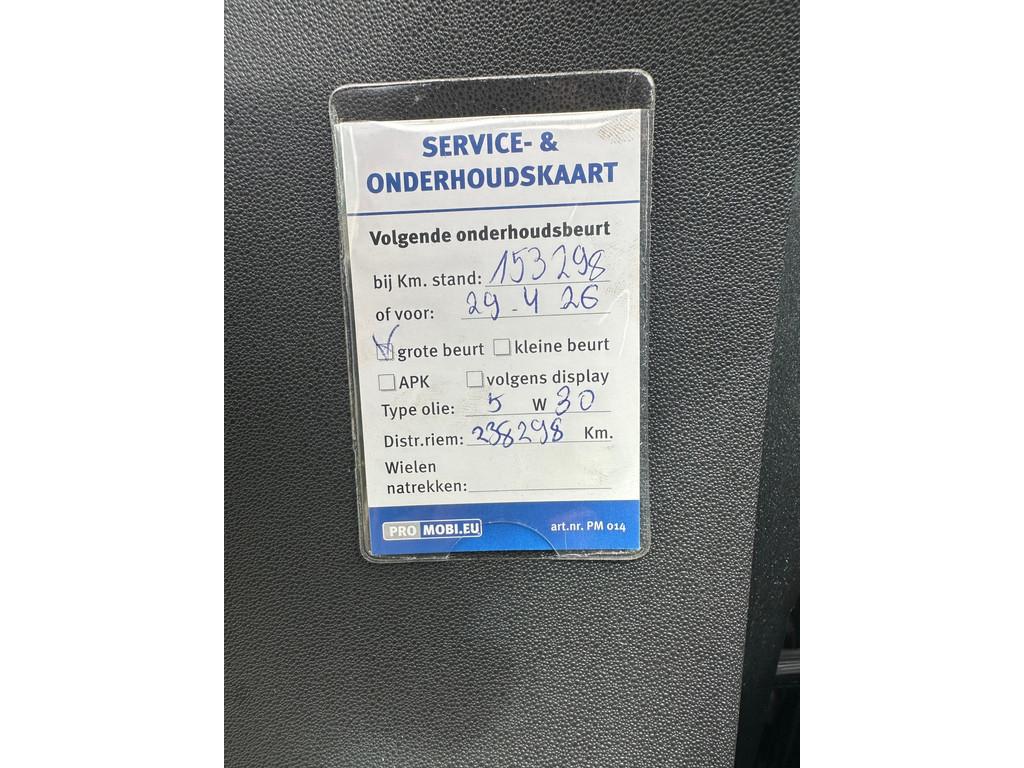 SERVICE- &
ONDERHOUDSKAART
Volgende onderhoudsbeurt
bij Km. stand: 153298
of voor: 29-4 26
grote beurt kleine beurt
APK volgens display
Type olie: 5 W 30
Distr.riem: 238298 Km.
Wielen
natrekken:
PRO MOBI.EU art.nr. PM 014